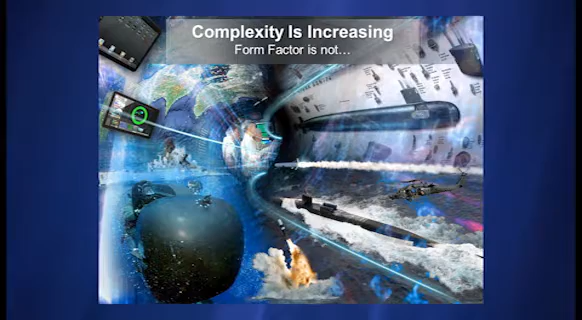 Complexity Is Increasing
Form Factor is not…